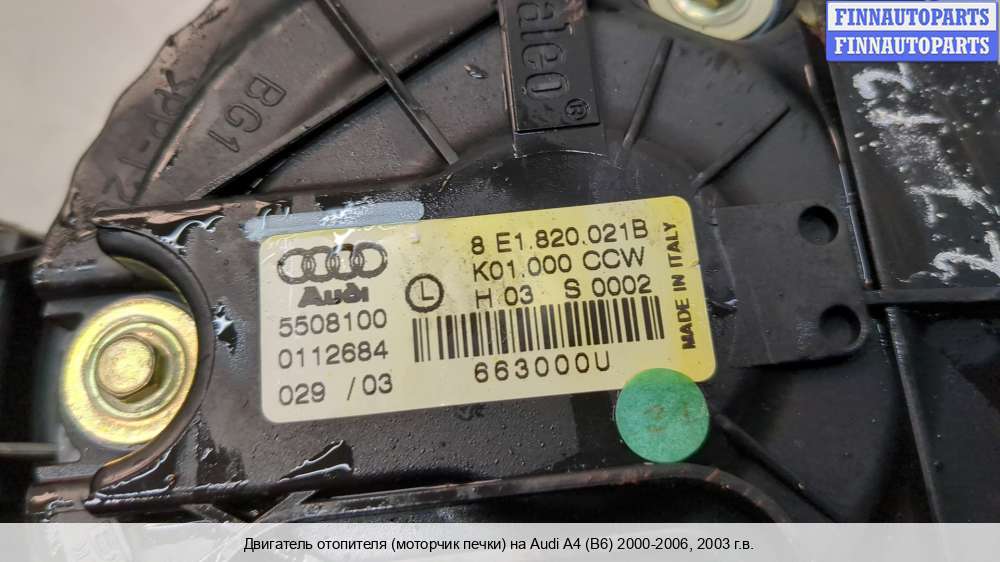 FINNAUTOPARTS
FINNAUTOPARTS
valeo®
BG1
8 E1.820.021B
K01.000 CCW
L
H 03 S 0002
Audi
5508100
0112684
029 / 03
663000U
MADE IN ITALY
Двигатель отопителя (моторчик печки) на Audi A4 (B6) 2000-2006, 2003 г.в.